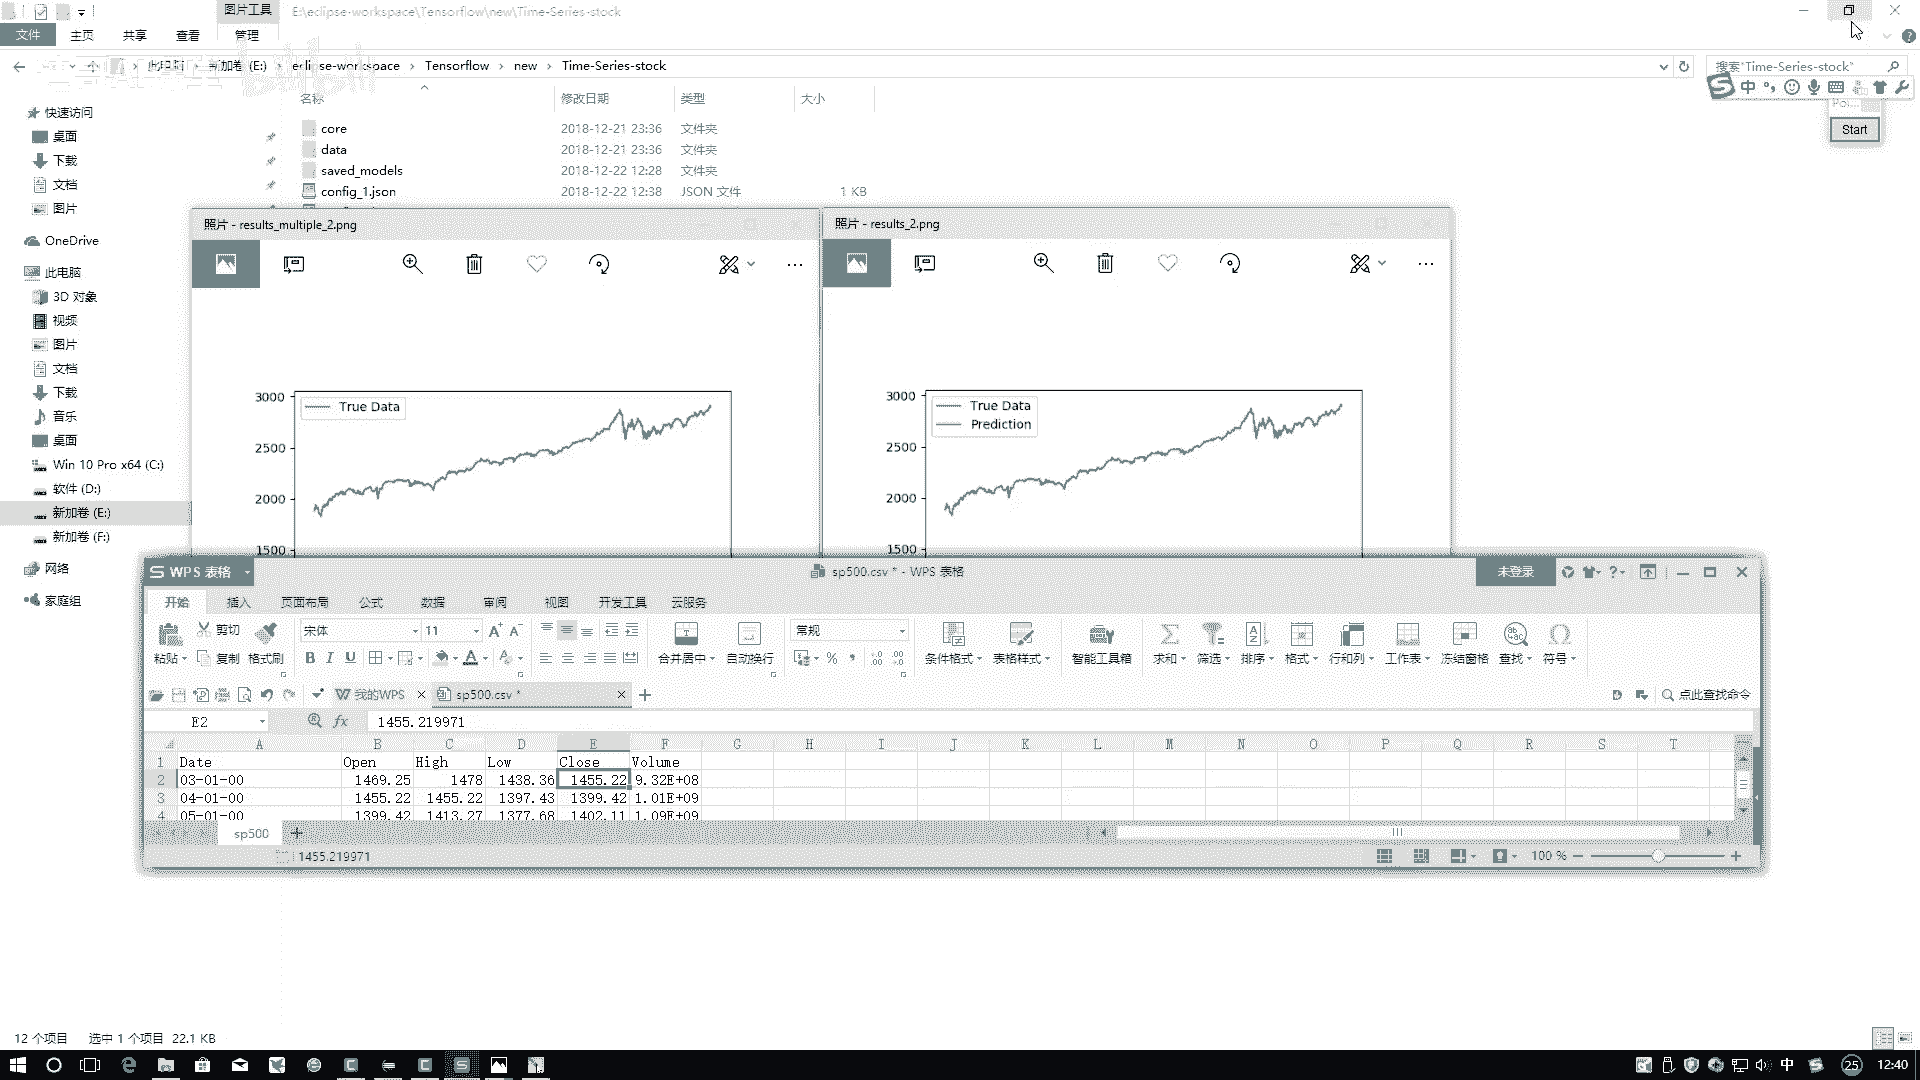 图片工具 E:\eclipse-workspace\Tensorflow\new\Time-Series-stock
文件 主页 共享 查看 管理
此电脑 新加卷 (E:) eclipse-workspace Tensorflow new Time-Series-stock
搜索"Time-Series-stock"
中
名称 修改日期 类型 大小
Start
core 2018-12-21 23:36 文件夹
data 2018-12-21 23:36 文件夹
saved_models 2018-12-22 12:28 文件夹
config_1.json 2018-12-22 12:38 JSON 文件 1 KB
快速访问
桌面
下载
文档
图片
OneDrive
此电脑
3D 对象
视频
图片
文档
下载
音乐
桌面
Win 10 Pro x64 (C:)
软件 (D:)
新加卷 (E:)
新加卷 (F:)
网络
家庭组
照片 - results_multiple_2.png
3000
2500
2000
1500
True Data
照片 - results_2.png
3000
2500
2000
1500
True Data
Prediction
WPS 表格 sp500.csv * - WPS 表格 未登录
开始 插入 页面布局 公式 数据 审阅 视图 开发工具 云服务
粘贴 剪切 复制 格式刷 宋体 11 B I U A 合并居中 自动换行 常规 条件格式 表格样式 智能工具箱 求和 筛选 排序 格式 行和列 工作表 冻结窗格 查找 符号
我的WPS sp500.csv * 点此查找命令
E2 fx 1455.219971
A B C D E F G H I J K L M N O P Q R S T
1 Date Open High Low Close Volume
2 03-01-00 1469.25 1478 1438.36 1455.22 9.32E+08
3 04-01-00 1455.22 1455.22 1397.43 1399.42 1.01E+09
4 05-01-00 1399.42 1413.27 1377.68 1402.11 1.09E+09
sp500
1455.219971 100 %
12 个项目 选中 1 个项目 22.1 KB
中 25 12:40